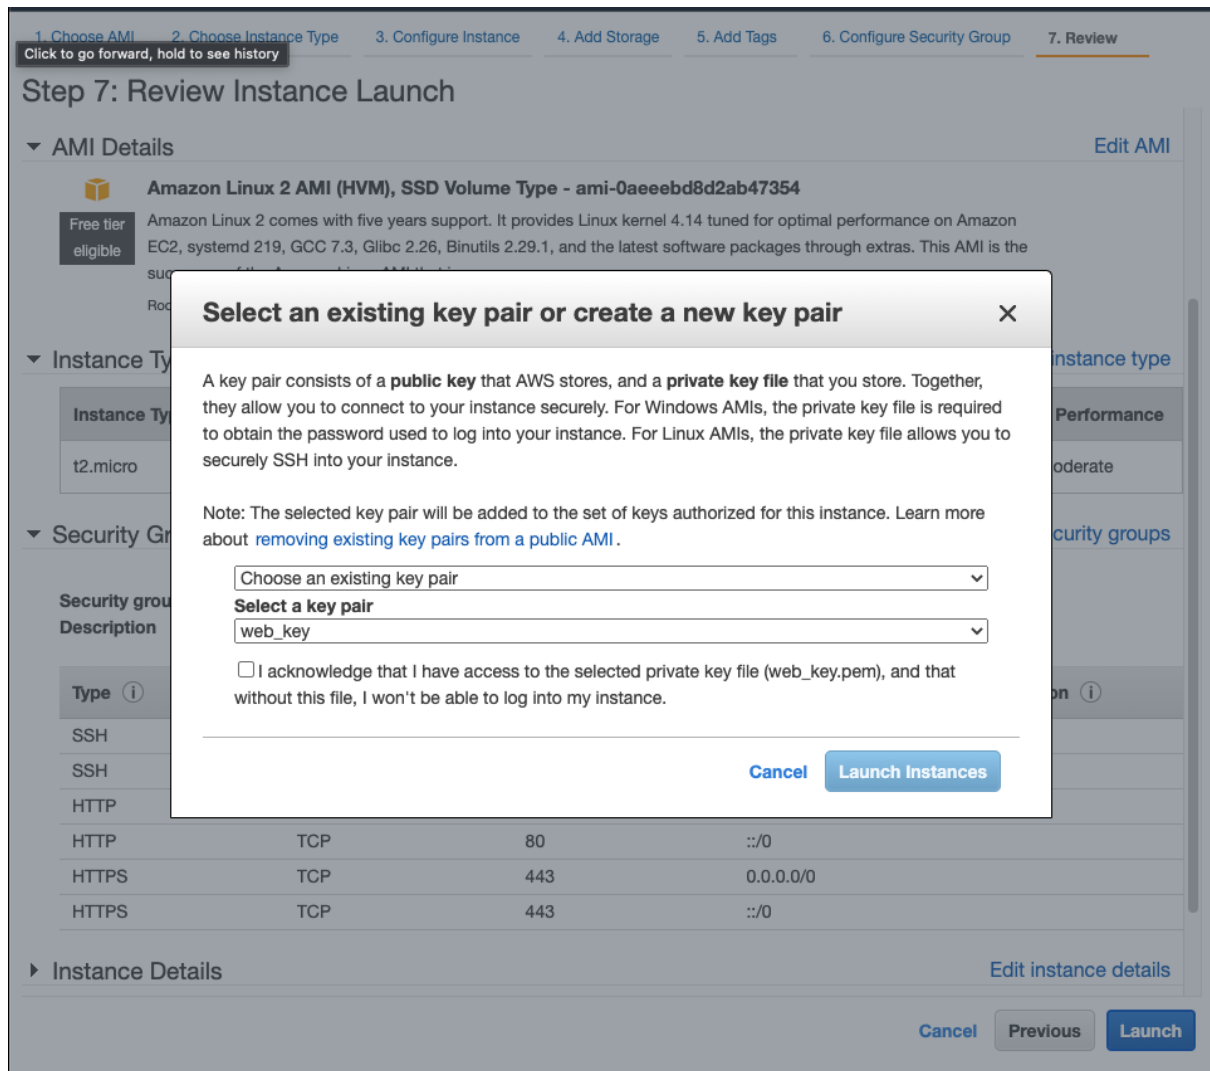 1. Choose AMI 2. Choose Instance Type 3. Configure Instance 4. Add Storage 5. Add Tags 6. Configure Security Group 7. Review
Click to go forward, hold to see history
Step 7: Review Instance Launch
AMI Details Edit AMI
Amazon Linux 2 AMI (HVM), SSD Volume Type - ami-0aeeebd8d2ab47354
Free tier eligible
Amazon Linux 2 comes with five years support. It provides Linux kernel 4.14 tuned for optimal performance on Amazon
EC2, systemd 219, GCC 7.3, Glibc 2.26, Binutils 2.29.1, and the latest software packages through extras. This AMI is the
Select an existing key pair or create a new key pair
A key pair consists of a public key that AWS stores, and a private key file that you store. Together,
they allow you to connect to your instance securely. For Windows AMIs, the private key file is required
to obtain the password used to log into your instance. For Linux AMIs, the private key file allows you to
securely SSH into your instance.
Note: The selected key pair will be added to the set of keys authorized for this instance. Learn more
about removing existing key pairs from a public AMI .
Choose an existing key pair
Select a key pair
web_key
I acknowledge that I have access to the selected private key file (web_key.pem), and that
without this file, I won't be able to log into my instance.
Cancel Launch Instances
Instance Ty instance type
Instance Ty Performance
t2.micro oderate
Security Gr curity groups
Security grou
Description
Type on
SSH
SSH
HTTP
HTTP TCP 80 ::/0
HTTPS TCP 443 0.0.0.0/0
HTTPS TCP 443 ::/0
Instance Details Edit instance details
Cancel Previous Launch